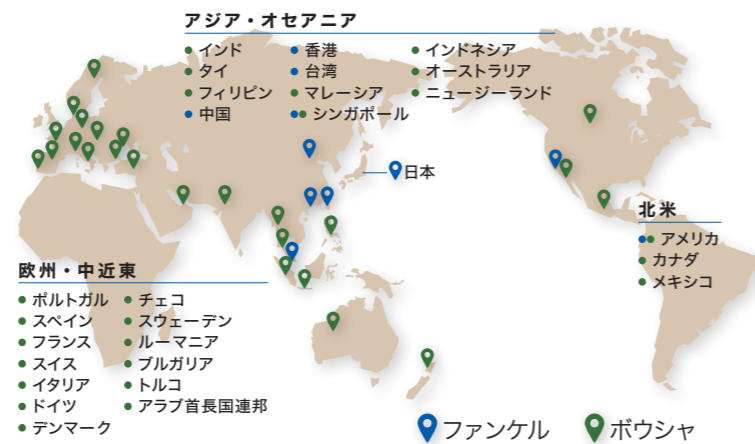 アジア・オセアニア
インド
タイ
フィリピン
中国
香港
台湾
マレーシア
シンガポール
インドネシア
オーストラリア
ニュージーランド
日本
北米
アメリカ
カナダ
メキシコ
欧州・中近東
ポルトガル
スペイン
フランス
スイス
イタリア
ドイツ
デンマーク
チェコ
スウェーデン
ルーマニア
ブルガリア
トルコ
アラブ首長国連邦
ファンケル
ボウシャ